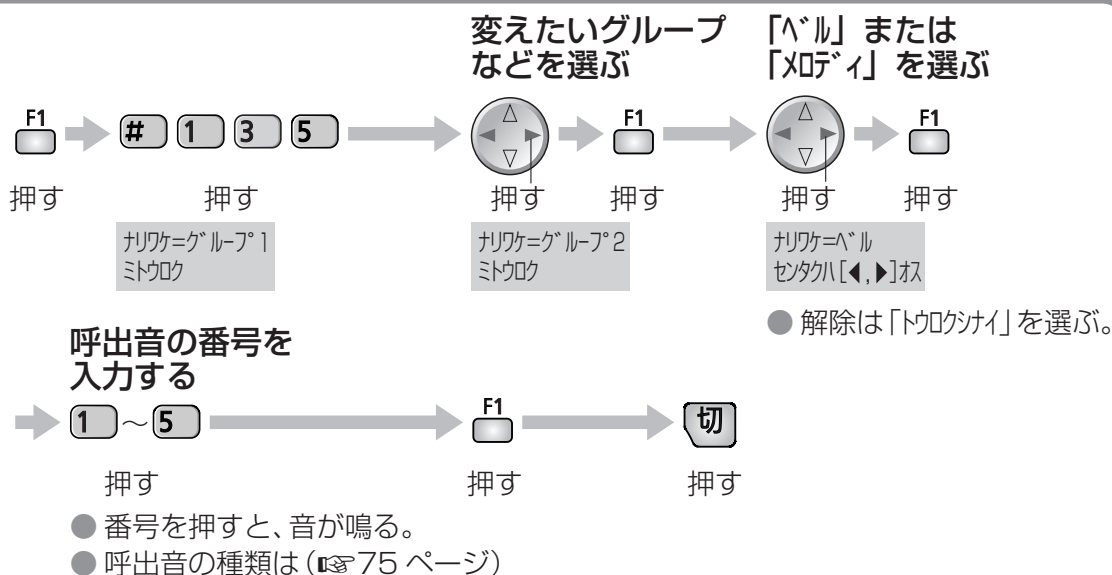 変えたいグループ
などを選ぶ
「ﾍﾞﾙ」または
「ﾒﾛﾃﾞｨ」を選ぶ
F1 # 1 3 5 F1 F1
押す 押す 押す 押す 押す 押す
ﾅﾘﾜｹ=ｸﾞﾙｰﾌﾟ1
ﾐﾄｳﾛｸ
ﾅﾘﾜｹ=ｸﾞﾙｰﾌﾟ2
ﾐﾄｳﾛｸ
ﾅﾘﾜｹ=ﾍﾞﾙ
ｾﾝﾀｸﾊ[◀,▶]ｵｽ
● 解除は「ﾄｳﾛｸｼﾅｲ」を選ぶ。
呼出音の番号を
入力する
1 ～ 5 F1 切
押す 押す 押す
● 番号を押すと、音が鳴る。
● 呼出音の種類は（☞75 ページ）